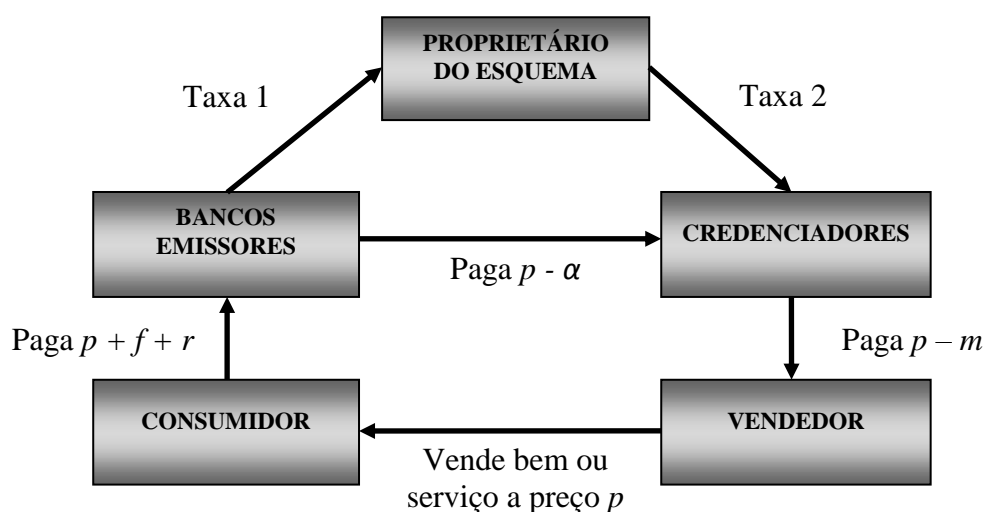 PROPRIETÁRIO
DO ESQUEMA
Taxa 1
Taxa 2
BANCOS
EMISSORES
CREDENCIADORES
Paga p - α
Paga p + f + r
Paga p – m
CONSUMIDOR
VENDEDOR
Vende bem ou
serviço a preço p